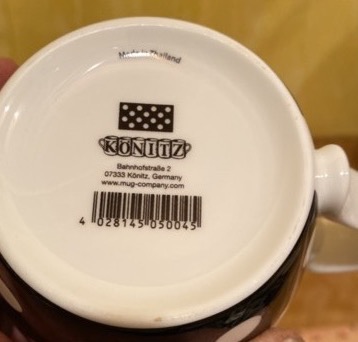 Made in Thailand
KÖNITZ
Bahnhofstraße 2
07333 Könitz, Germany
www.mug-company.com
4 028145 050045